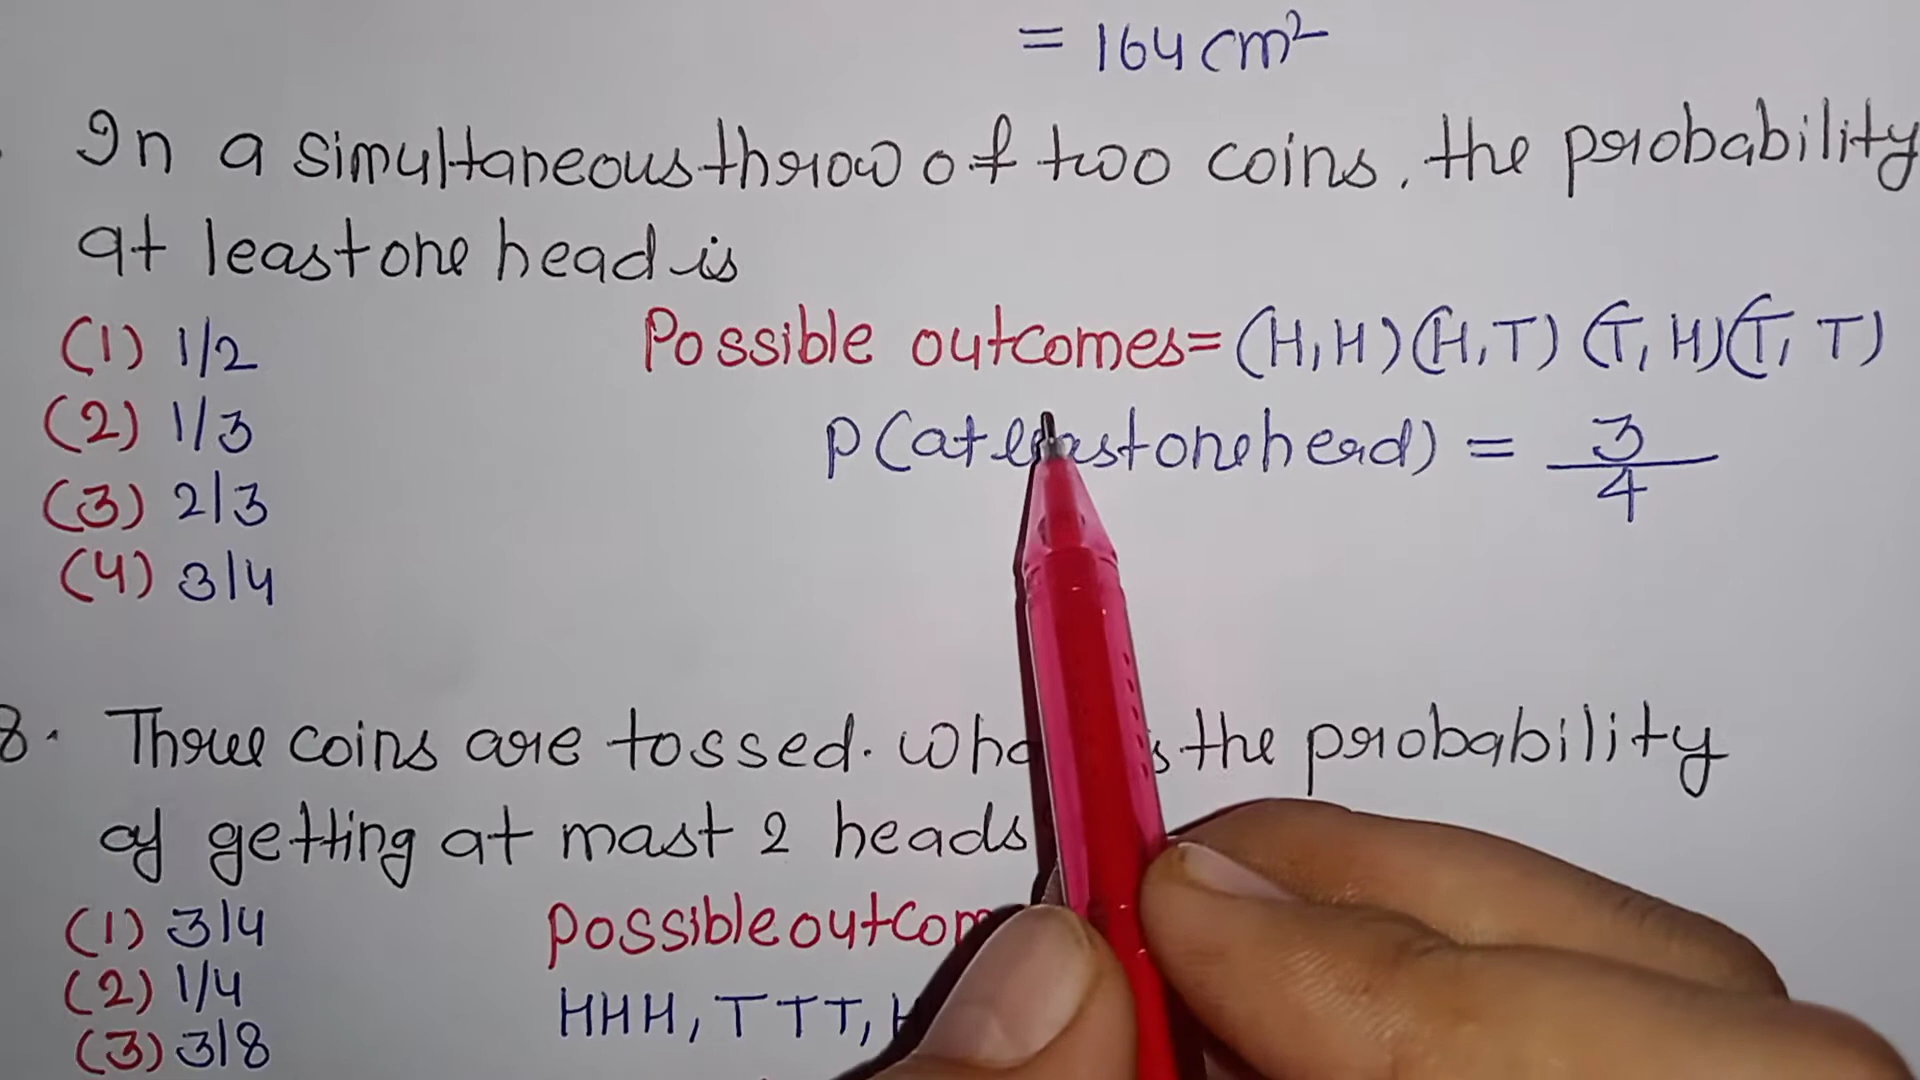 = 164 cm²
In a simultaneous throw of two coins, the probability
at least one head is
(1) 1/2
(2) 1/3
(3) 2/3
(4) 3/4
Possible outcomes = (H, H) (H, T) (T, H) (T, T)
P(at least one head) = 3/4
8. Three coins are tossed. the probability
of getting at mast 2 heads
(1) 3/4
(2) 1/4
(3) 3/8
possible
HHH, TTT,